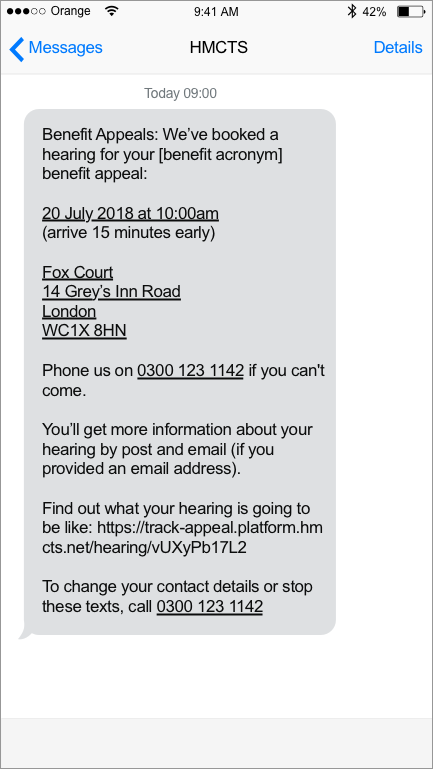 Orange 9:41 AM 42%
Messages HMCTS Details
Today 09:00
Benefit Appeals: We’ve booked a
hearing for your [benefit acronym]
benefit appeal:
20 July 2018 at 10:00am
(arrive 15 minutes early)
Fox Court
14 Grey’s Inn Road
London
WC1X 8HN
Phone us on 0300 123 1142 if you can't
come.
You’ll get more information about your
hearing by post and email (if you
provided an email address).
Find out what your hearing is going to
be like: https://track-appeal.platform.hm
cts.net/hearing/vUXyPb17L2
To change your contact details or stop
these texts, call 0300 123 1142